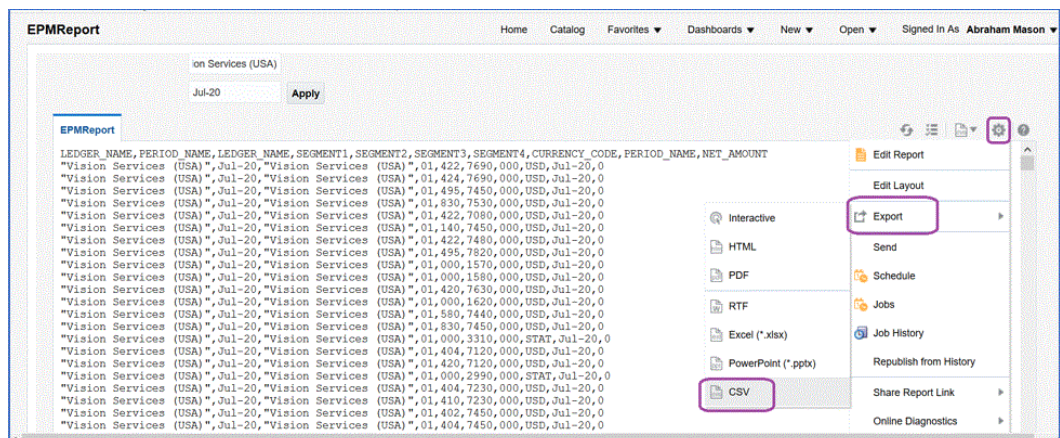 EPMReport
Home Catalog Favorites Dashboards New Open Signed In As Abraham Mason
ion Services (USA)
Jul-20 Apply
EPMReport
LEDGER_NAME,PERIOD_NAME,LEDGER_NAME,SEGMENT1,SEGMENT2,SEGMENT3,SEGMENT4,CURRENCY_CODE,PERIOD_NAME,NET_AMOUNT
"Vision Services (USA)",Jul-20,"Vision Services (USA)",01,422,7690,000,USD,Jul-20,0
"Vision Services (USA)",Jul-20,"Vision Services (USA)",01,424,7690,000,USD,Jul-20,0
"Vision Services (USA)",Jul-20,"Vision Services (USA)",01,495,7450,000,USD,Jul-20,0
"Vision Services (USA)",Jul-20,"Vision Services (USA)",01,830,7530,000,USD,Jul-20,0
"Vision Services (USA)",Jul-20,"Vision Services (USA)",01,422,7080,000,USD,Jul-20,0
"Vision Services (USA)",Jul-20,"Vision Services (USA)",01,140,7450,000,USD,Jul-20,0
"Vision Services (USA)",Jul-20,"Vision Services (USA)",01,422,7480,000,USD,Jul-20,0
"Vision Services (USA)",Jul-20,"Vision Services (USA)",01,495,7820,000,USD,Jul-20,0
"Vision Services (USA)",Jul-20,"Vision Services (USA)",01,000,1570,000,USD,Jul-20,0
"Vision Services (USA)",Jul-20,"Vision Services (USA)",01,000,1580,000,USD,Jul-20,0
"Vision Services (USA)",Jul-20,"Vision Services (USA)",01,420,7630,000,USD,Jul-20,0
"Vision Services (USA)",Jul-20,"Vision Services (USA)",01,000,1620,000,USD,Jul-20,0
"Vision Services (USA)",Jul-20,"Vision Services (USA)",01,580,7440,000,USD,Jul-20,0
"Vision Services (USA)",Jul-20,"Vision Services (USA)",01,830,7450,000,USD,Jul-20,0
"Vision Services (USA)",Jul-20,"Vision Services (USA)",01,000,3310,000,STAT,Jul-20,0
"Vision Services (USA)",Jul-20,"Vision Services (USA)",01,404,7120,000,USD,Jul-20,0
"Vision Services (USA)",Jul-20,"Vision Services (USA)",01,420,7120,000,USD,Jul-20,0
"Vision Services (USA)",Jul-20,"Vision Services (USA)",01,000,2990,000,STAT,Jul-20,0
"Vision Services (USA)",Jul-20,"Vision Services (USA)",01,404,7230,000,USD,Jul-20,0
"Vision Services (USA)",Jul-20,"Vision Services (USA)",01,410,7230,000,USD,Jul-20,0
"Vision Services (USA)",Jul-20,"Vision Services (USA)",01,402,7450,000,USD,Jul-20,0
"Vision Services (USA)",Jul-20,"Vision Services (USA)",01,404,7450,000,USD,Jul-20,0
Interactive
HTML
PDF
RTF
Excel (*.xlsx)
PowerPoint (*.pptx)
CSV
Edit Report
Edit Layout
Export
Send
Schedule
Jobs
Job History
Republish from History
Share Report Link
Online Diagnostics